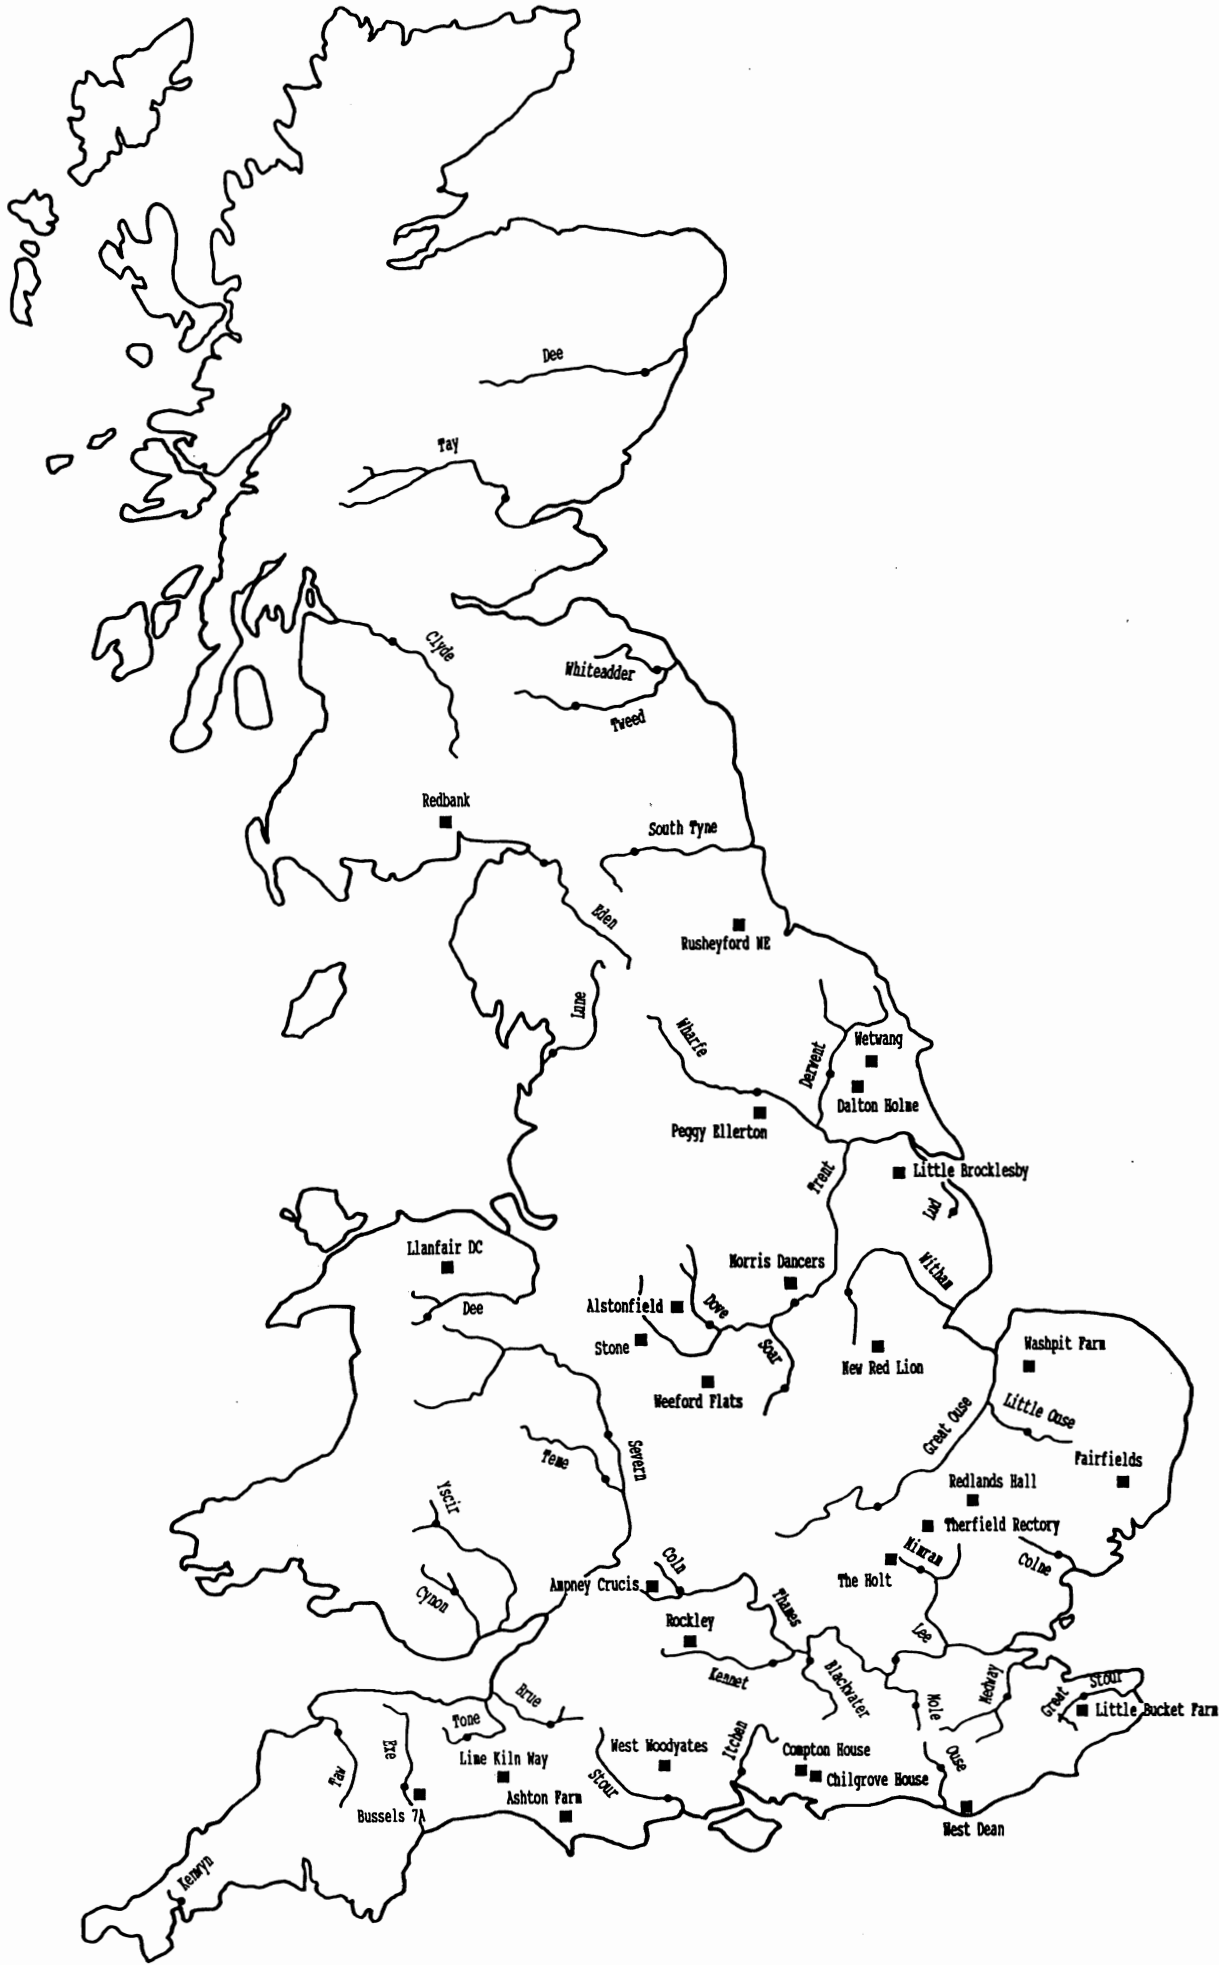 Dee
Tay
Clyde
Whiteadder
Tweed
Redbank
South Tyne
Eden
Rusheyford NE
Lune
Wharfe
Derwent
Wetwang
Dalton Holme
Peggy Ellerton
Trent
Little Brocklesby
Lud
Llanfair DC
Dee
Morris Dancers
Witham
Alstonfield
Dove
Stone
Soar
New Red Lion
Washpit Farm
Weeford Flats
Great Ouse
Little Ouse
Severn
Teme
Fairfields
Redlands Hall
Yscir
Therfield Rectory
Mimram
Colne
The Holt
Coln
Ampney Crucis
Cynon
Thames
Rockley
Lee
Kennet
Blackwater
Medway
Mole
Great Stour
Little Bucket Farm
Brue
Tone
Exe
Taw
Lime Kiln Way
West Woodyates
Itchen
Compton House
Ouse
Chilgrove House
Stour
Ashton Farm
Bussels 7A
West Dean
Kenwyn